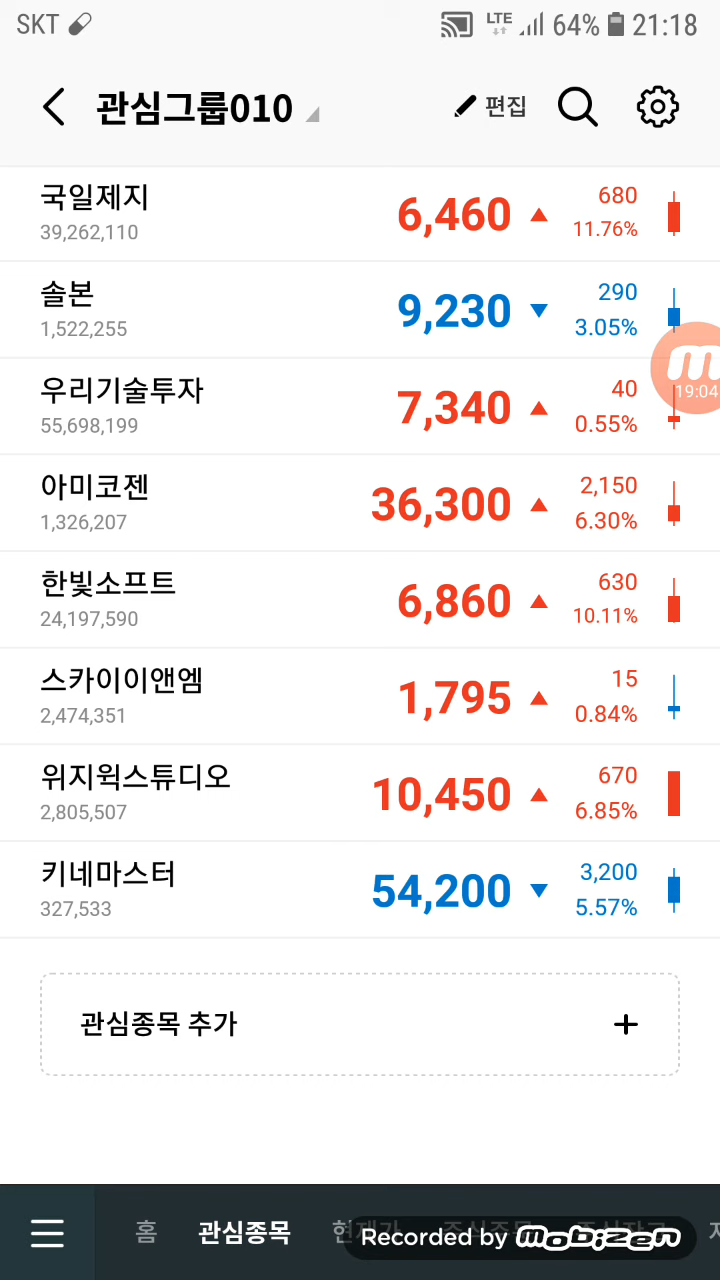 SKT LTE 64% 21:18
관심그룹010 편집
국일제지 6,460 ▲ 680
39,262,110 11.76%
솔본 9,230 ▼ 290
1,522,255 3.05%
우리기술투자 7,340 ▲ 40
55,698,199 0.55%
m
19:04
아미코젠 36,300 ▲ 2,150
1,326,207 6.30%
한빛소프트 6,860 ▲ 630
24,197,590 10.11%
스카이이앤엠 1,795 ▲ 15
2,474,351 0.84%
위지윅스튜디오 10,450 ▲ 670
2,805,507 6.85%
키네마스터 54,200 ▼ 3,200
327,533 5.57%
관심종목 추가 +
홈 관심종목
Recorded by mobizen